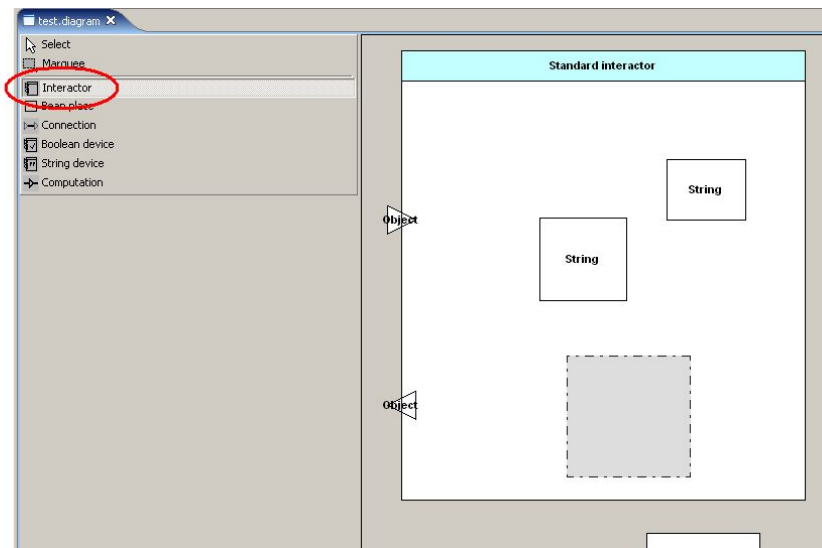 test.diagram
Select
Marquee
Interactor
Bean place
Connection
Boolean device
String device
Computation
Standard interactor
String
Object
String
Object